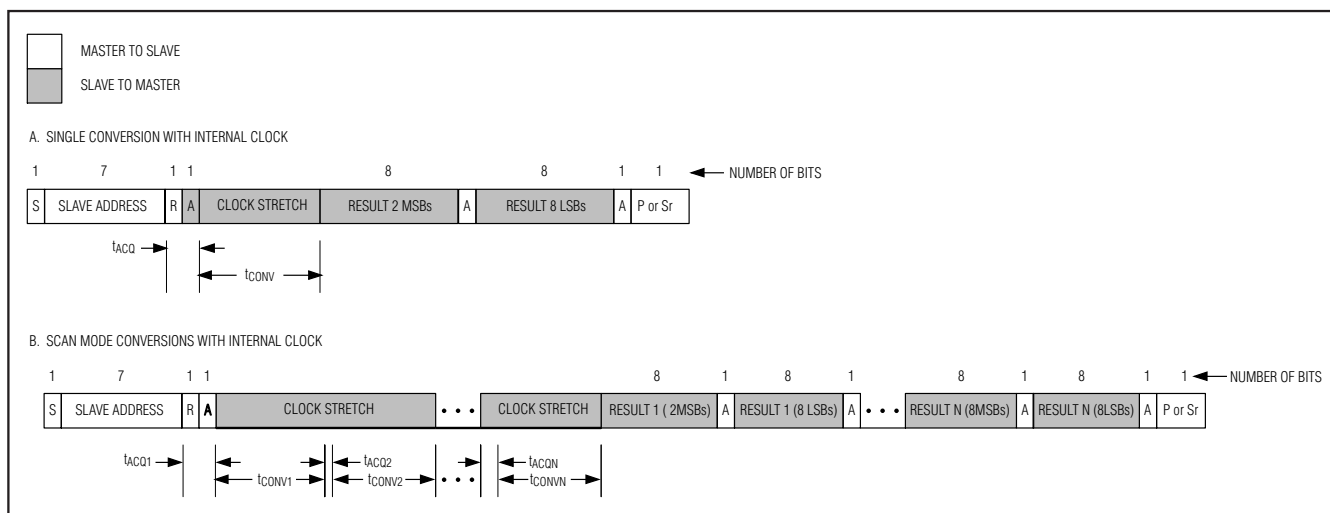 MASTER TO SLAVE
SLAVE TO MASTER
A. SINGLE CONVERSION WITH INTERNAL CLOCK
1 7 1 1 8 8 1 1 NUMBER OF BITS
S SLAVE ADDRESS R A CLOCK STRETCH RESULT 2 MSBs A RESULT 8 LSBs A P or Sr
tACQ
tCONV
B. SCAN MODE CONVERSIONS WITH INTERNAL CLOCK
1 7 1 1 8 1 8 1 8 1 8 1 1 NUMBER OF BITS
S SLAVE ADDRESS R A CLOCK STRETCH • • • CLOCK STRETCH RESULT 1 ( 2MSBs) A RESULT 1 (8 LSBs) A • • • RESULT N (8MSBs) A RESULT N (8LSBs) A P or Sr
tACQ1 tACQ2 tACQN
tCONV1 tCONV2 • • • tCONVN